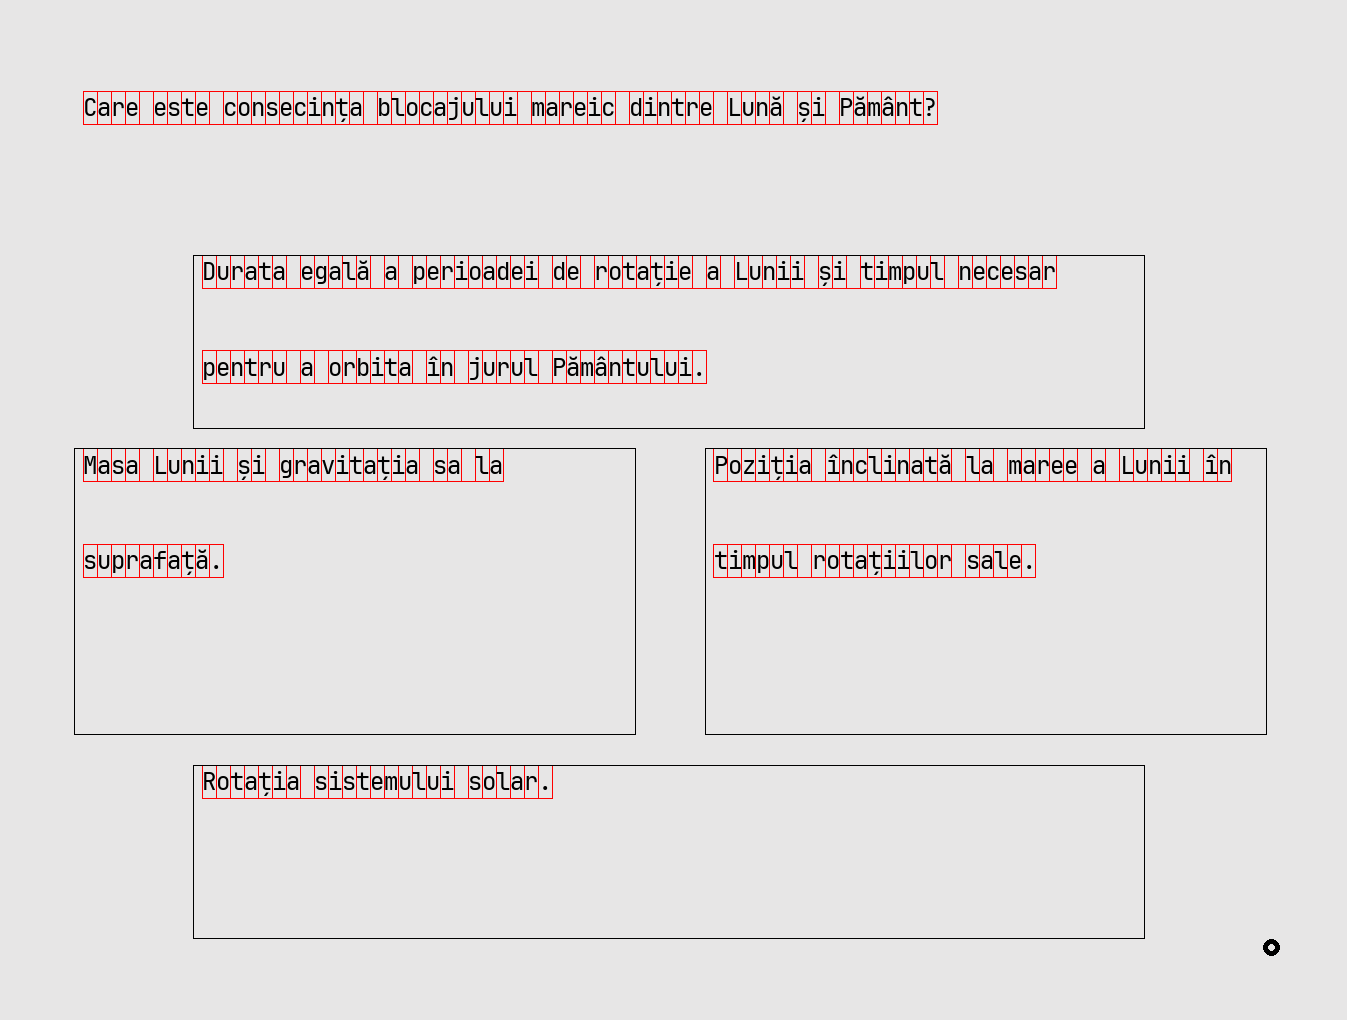 Care este consecința blocajului mareic dintre Lună și Pământ?
Durata egală a perioadei de rotație a Lunii și timpul necesar
pentru a orbita în jurul Pământului.
Masa Lunii și gravitația sa la
suprafață.
Poziția înclinată la maree a Lunii în
timpul rotațiilor sale.
Rotația sistemului solar.